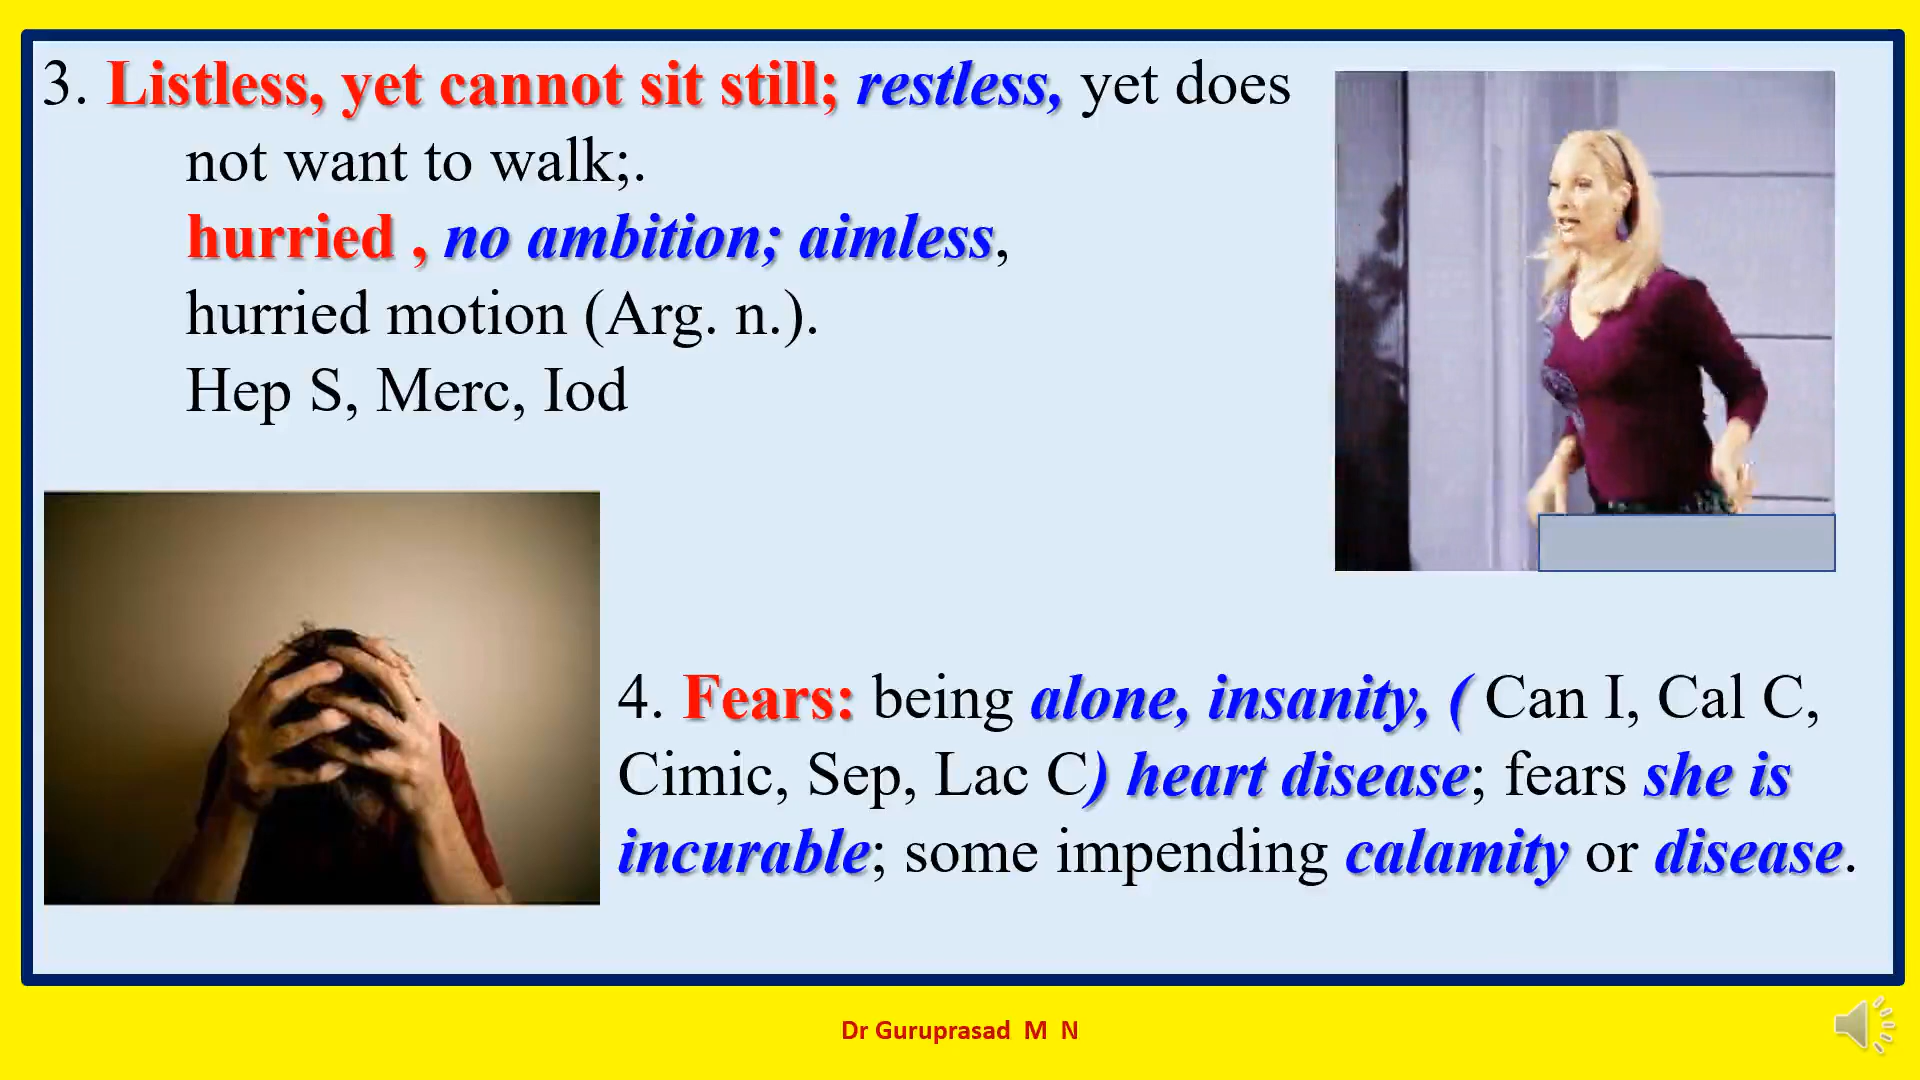 3. Listless, yet cannot sit still; restless, yet does
not want to walk;.
hurried , no ambition; aimless,
hurried motion (Arg. n.).
Hep S, Merc, Iod
4. Fears: being alone, insanity, ( Can I, Cal C,
Cimic, Sep, Lac C) heart disease; fears she is
incurable; some impending calamity or disease.
Dr Guruprasad M N